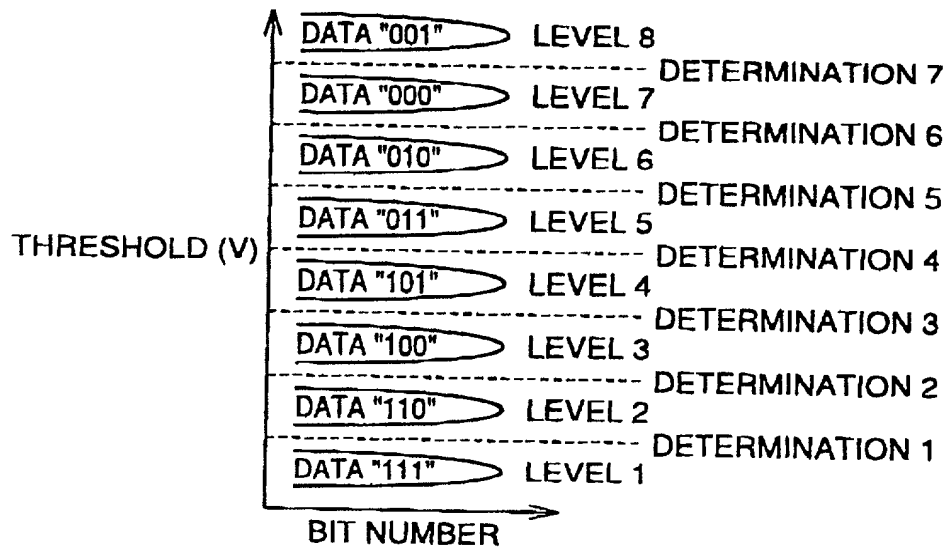 DATA "001" LEVEL 8
DETERMINATION 7
DATA "000" LEVEL 7
DETERMINATION 6
DATA "010" LEVEL 6
DETERMINATION 5
DATA "011" LEVEL 5
THRESHOLD (V)
DETERMINATION 4
DATA "101" LEVEL 4
DETERMINATION 3
DATA "100" LEVEL 3
DETERMINATION 2
DATA "110" LEVEL 2
DETERMINATION 1
DATA "111" LEVEL 1
BIT NUMBER